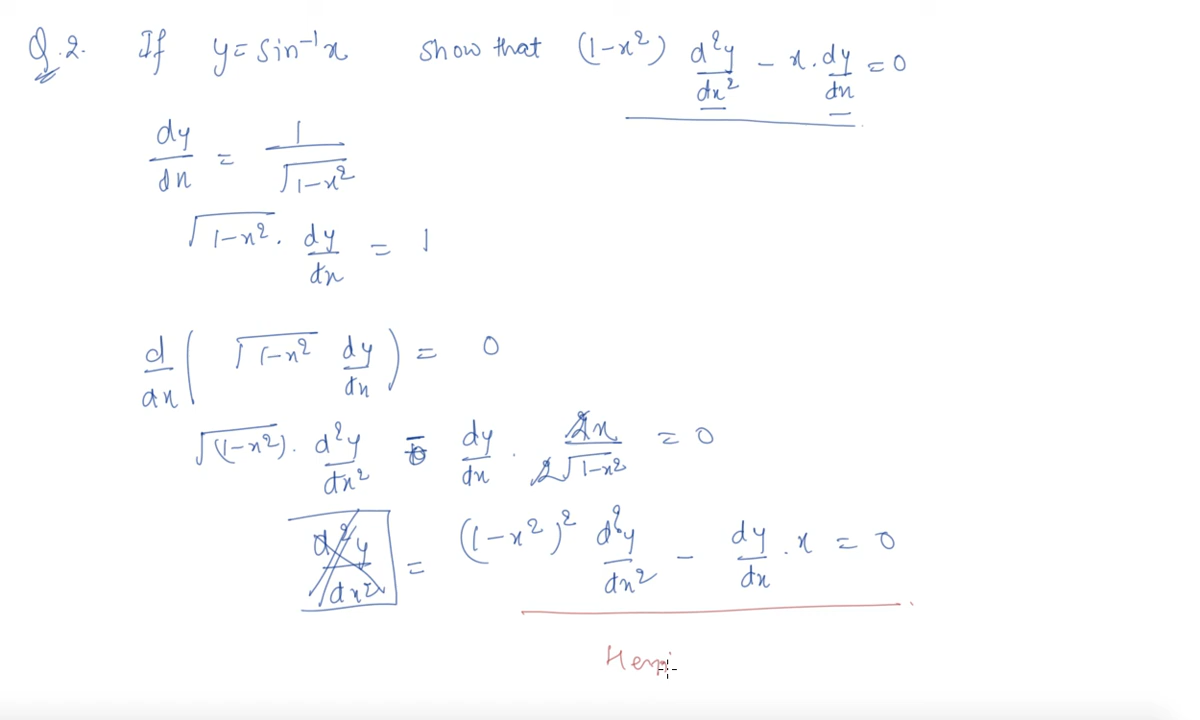 Q.2. If y = sin⁻¹x show that (1-x²) d²y/dx² - x.dy/dx = 0
dy/dx = 1/√1-x²
√1-x² . dy/dx = 1
d/dx (√1-x² dy/dx) = 0
√(1-x²) . d²y/dx² - dy/dx . 2x/2√1-x² = 0
d²y/dx² = (1-x²)² d²y/dx² - dy/dx . x = 0